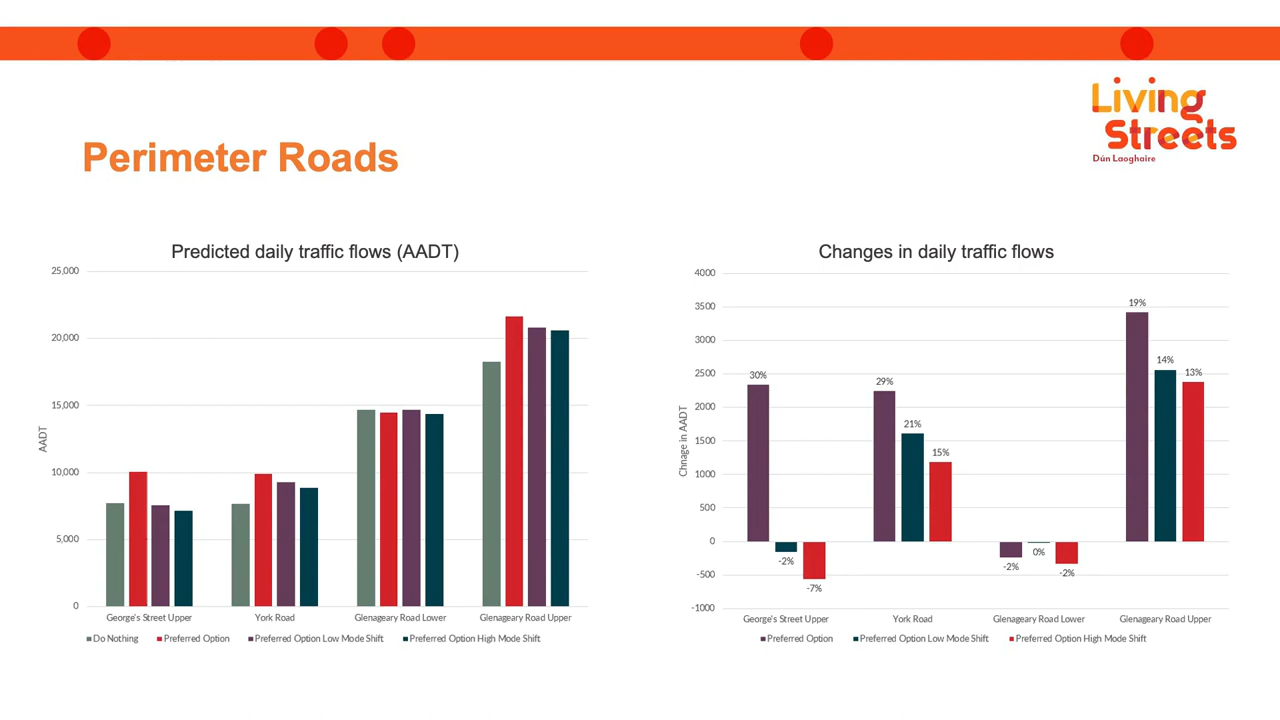 Living
Streets
Dún Laoghaire
Perimeter Roads
Predicted daily traffic flows (AADT)
25,000
20,000
15,000
10,000
5,000
0
AADT
George's Street Upper
York Road
Glenageary Road Lower
Glenageary Road Upper
Do Nothing
Preferred Option
Preferred Option Low Mode Shift
Preferred Option High Mode Shift
Changes in daily traffic flows
4000
3500
3000
2500
2000
1500
1000
500
0
-500
-1000
Chnage in AADT
30%
-2%
-7%
29%
21%
15%
-2%
0%
-2%
19%
14%
13%
George's Street Upper
York Road
Glenageary Road Lower
Glenageary Road Upper
Preferred Option
Preferred Option Low Mode Shift
Preferred Option High Mode Shift